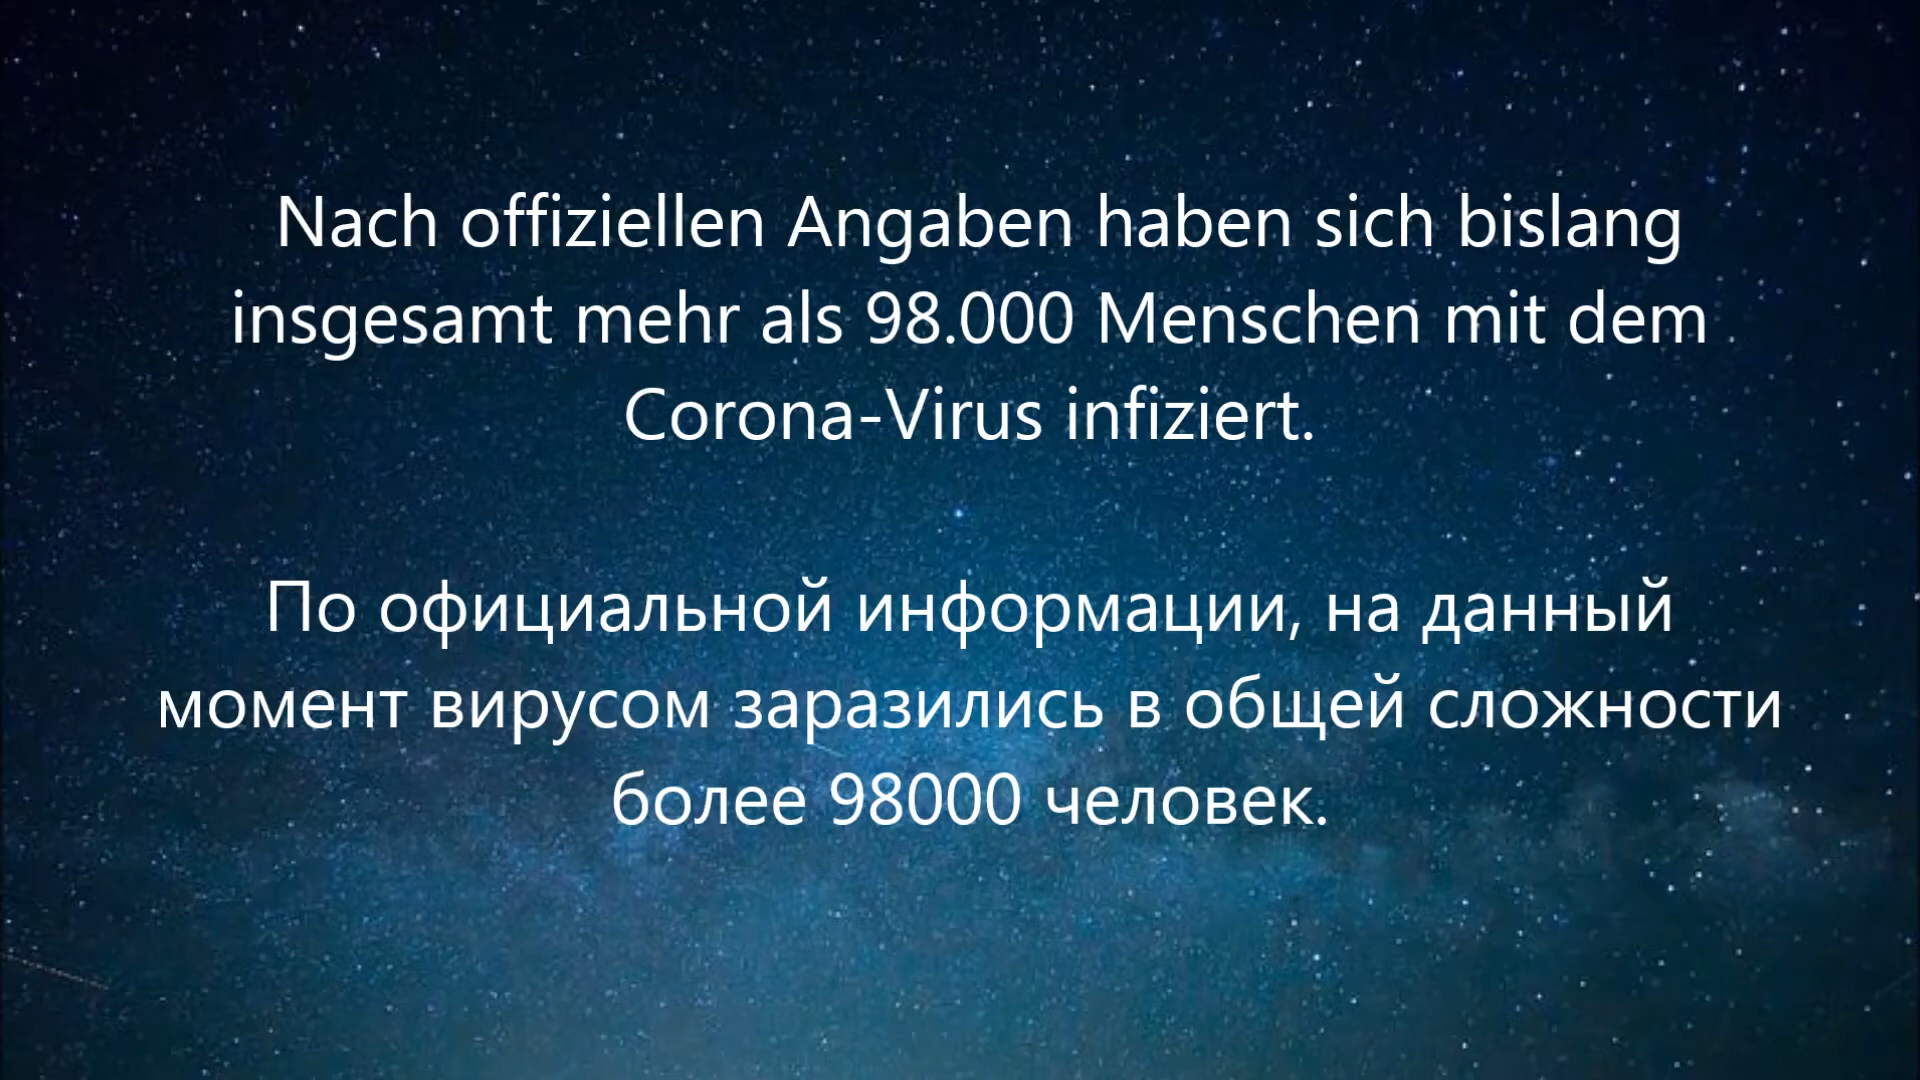 Nach offiziellen Angaben haben sich bislang
insgesamt mehr als 98.000 Menschen mit dem
Corona-Virus infiziert.
По официальной информации, на данный
момент вирусом заразились в общей сложности
более 98000 человек.